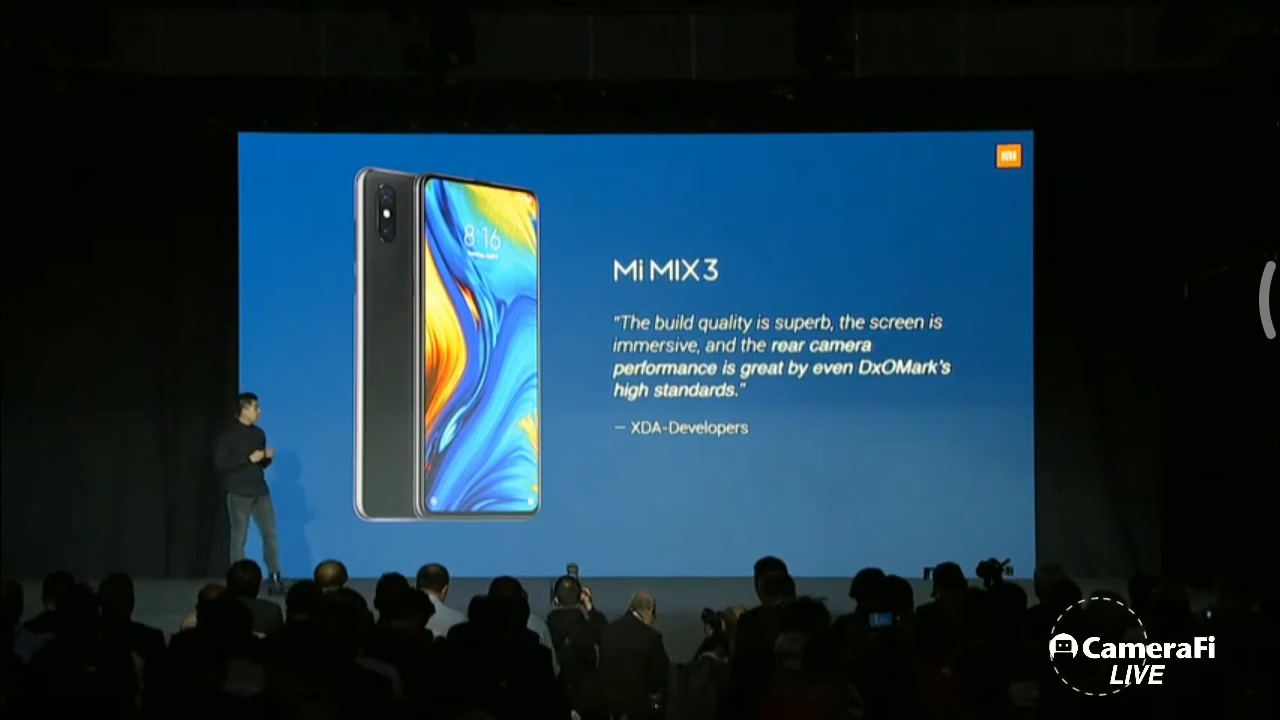 mi
8:16
Mi MIX 3
"The build quality is superb, the screen is
immersive, and the rear camera
performance is great by even DxOMark's
high standards."
— XDA-Developers
CameraFi
LIVE